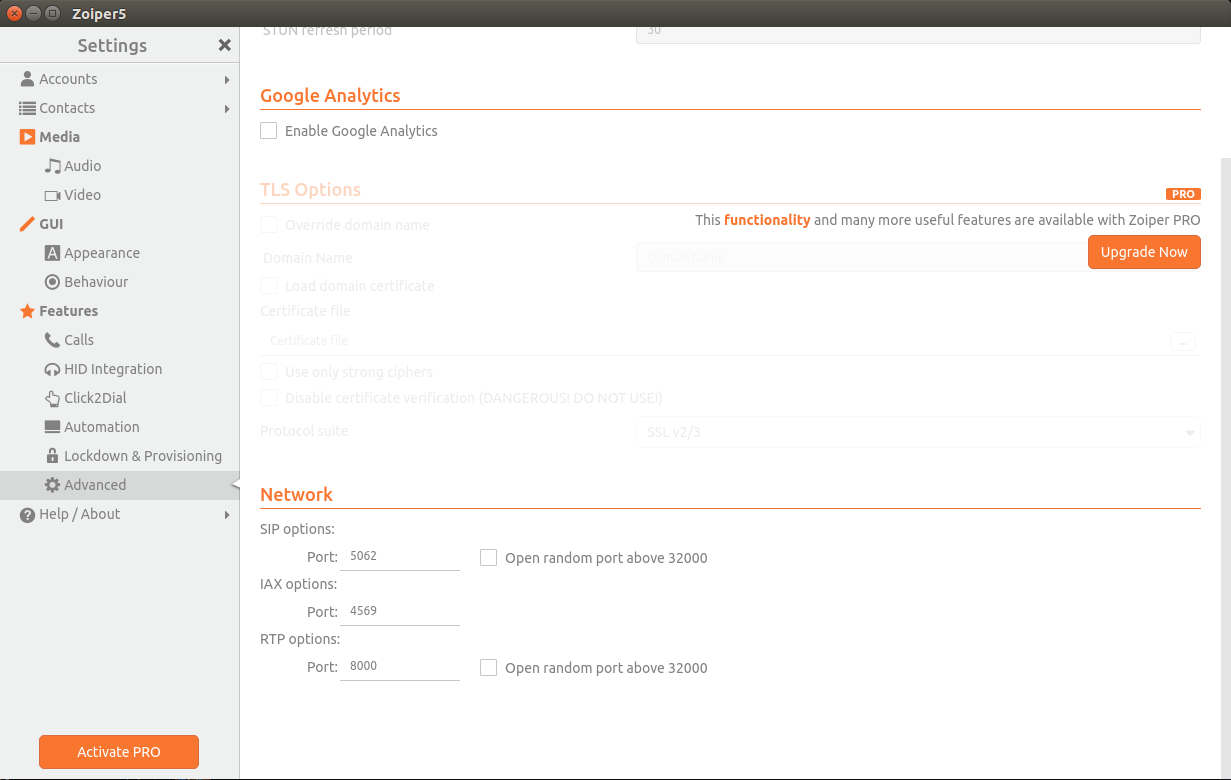 Zoiper5
Settings
Accounts
Contacts
Media
Audio
Video
GUI
Appearance
Behaviour
Features
Calls
HID Integration
Click2Dial
Automation
Lockdown & Provisioning
Advanced
Help / About
Activate PRO
STUN refresh period 30
Google Analytics
Enable Google Analytics
TLS Options PRO
This functionality and many more useful features are available with Zoiper PRO
Override domain name
Upgrade Now
Domain Name Domain Name
Load domain certificate
Certificate file
Certificate file ...
Use only strong ciphers
Disable certificate verification (DANGEROUS! DO NOT USE!)
Protocol suite SSL v2/3
Network
SIP options:
Port: 5062 Open random port above 32000
IAX options:
Port: 4569
RTP options:
Port: 8000 Open random port above 32000